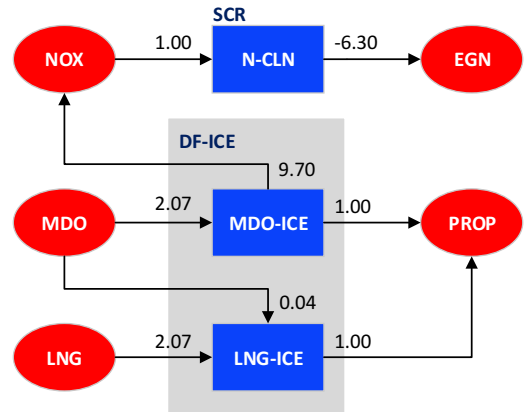 SCR
1.00
-6.30
NOX
N-CLN
EGN
DF-ICE
9.70
2.07
1.00
MDO
MDO-ICE
PROP
0.04
2.07
1.00
LNG
LNG-ICE